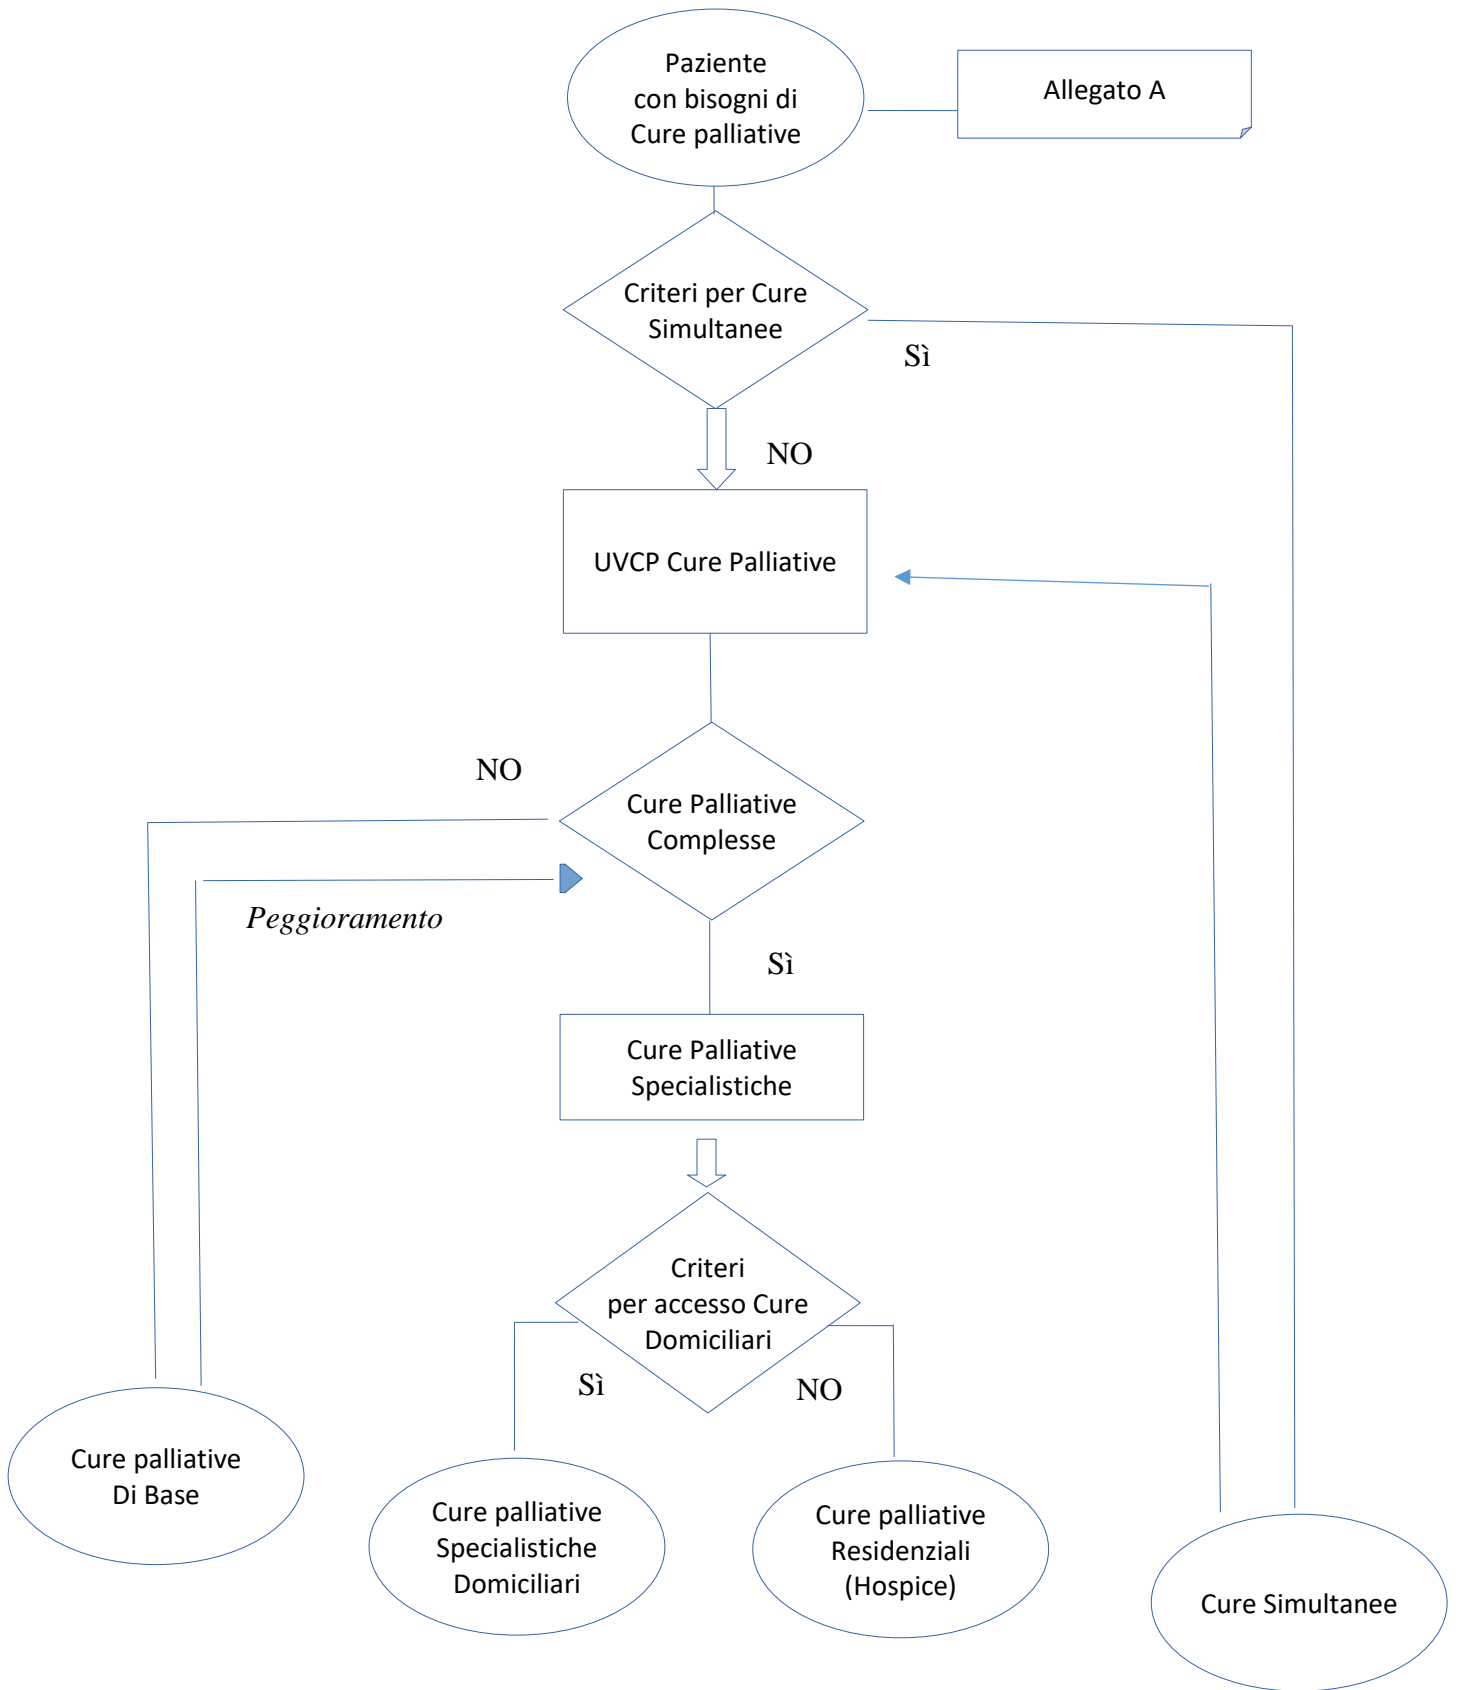 Paziente
con bisogni di
Cure palliative
Allegato A
Criteri per Cure
Simultanee
Sì
NO
UVCP Cure Palliative
NO
Cure Palliative
Complesse
Peggioramento
Sì
Cure Palliative
Specialistiche
Criteri
per accesso Cure
Domiciliari
Sì
NO
Cure palliative
Di Base
Cure palliative
Specialistiche
Domiciliari
Cure palliative
Residenziali
(Hospice)
Cure Simultanee